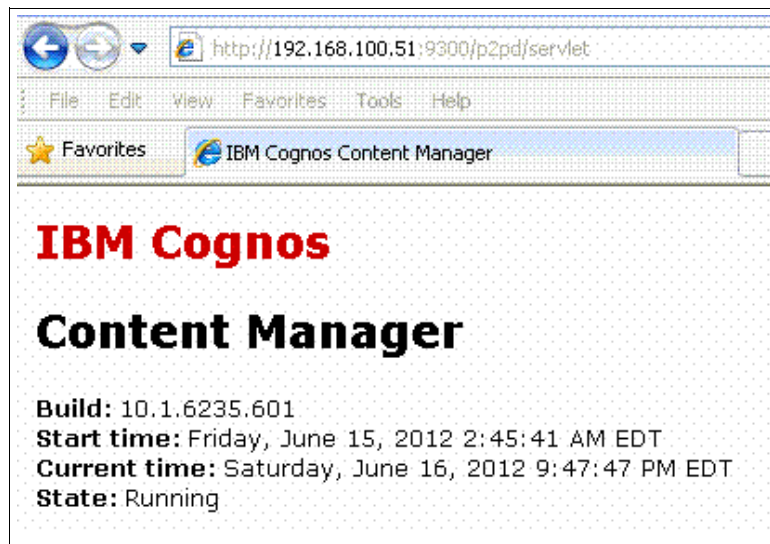 http://192.168.100.51:9300/p2pd/servlet
File Edit View Favorites Tools Help
Favorites IBM Cognos Content Manager
IBM Cognos
Content Manager
Build: 10.1.6235.601
Start time: Friday, June 15, 2012 2:45:41 AM EDT
Current time: Saturday, June 16, 2012 9:47:47 PM EDT
State: Running